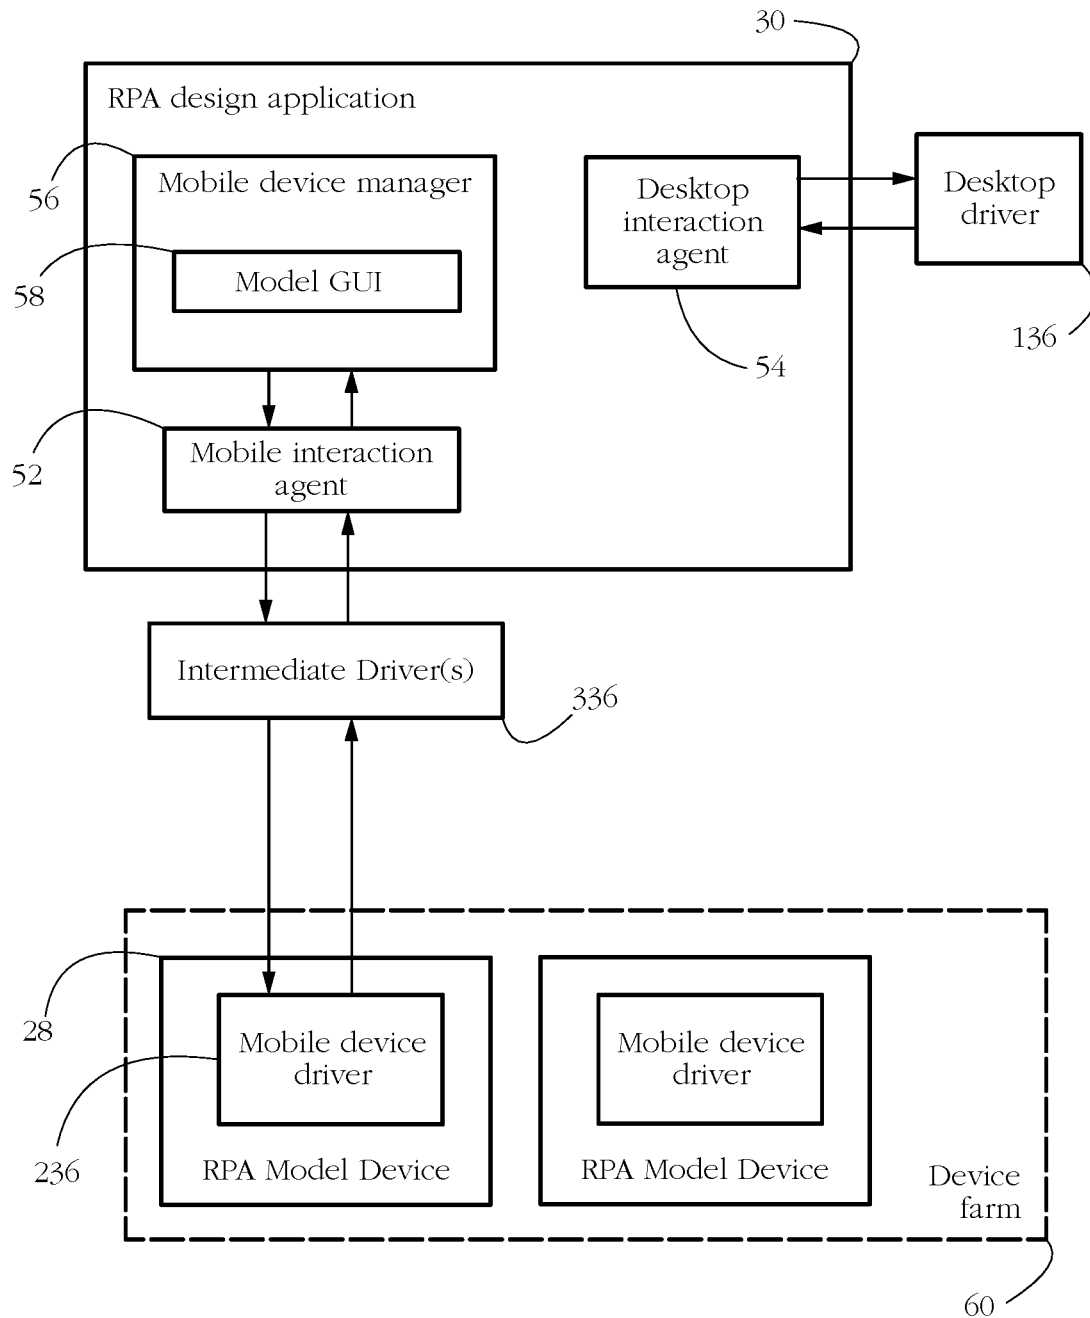 30
RPA design application
56
Mobile device manager
58
Model GUI
Desktop
interaction
agent
54
Desktop
driver
136
52
Mobile interaction
agent
Intermediate Driver(s)
336
28
Mobile device
driver
236
RPA Model Device
Mobile device
driver
RPA Model Device
Device
farm
60